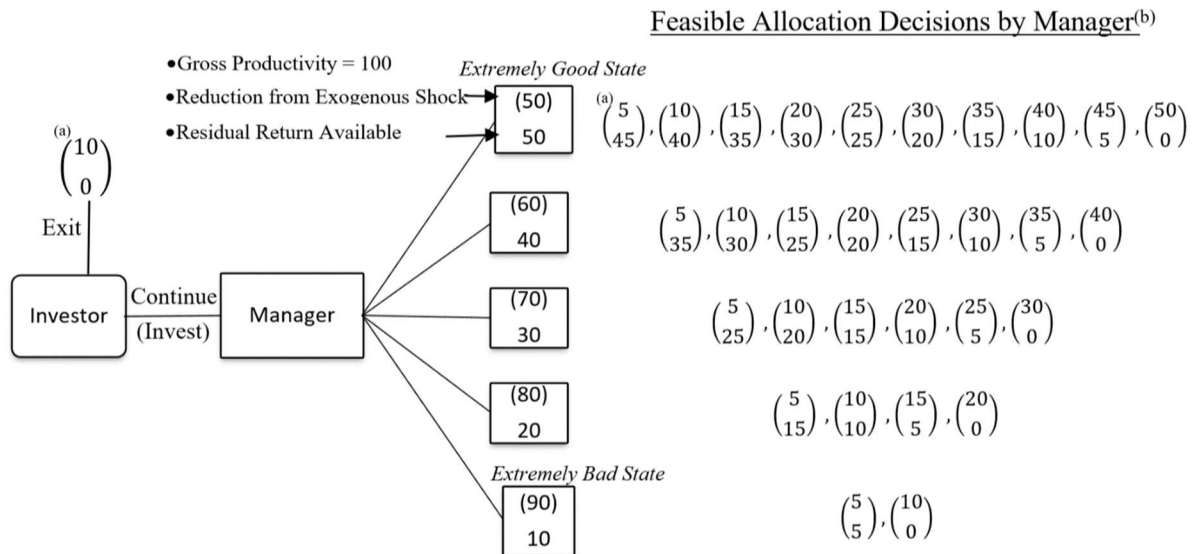 Feasible Allocation Decisions by Manager(b)
•Gross Productivity = 100
Extremely Good State
•Reduction from Exogenous Shock
(50)
•Residual Return Available
50
(a)
(5 45), (10 40), (15 35), (20 30), (25 25), (30 20), (35 15), (40 10), (45 5), (50 0)
(a)
(10 0)
Exit
(60)
40
(5 35), (10 30), (15 25), (20 20), (25 15), (30 10), (35 5), (40 0)
Investor
Continue
(Invest)
Manager
(70)
30
(5 25), (10 20), (15 15), (20 10), (25 5), (30 0)
(80)
20
(5 15), (10 10), (15 5), (20 0)
Extremely Bad State
(90)
10
(5 5), (10 0)